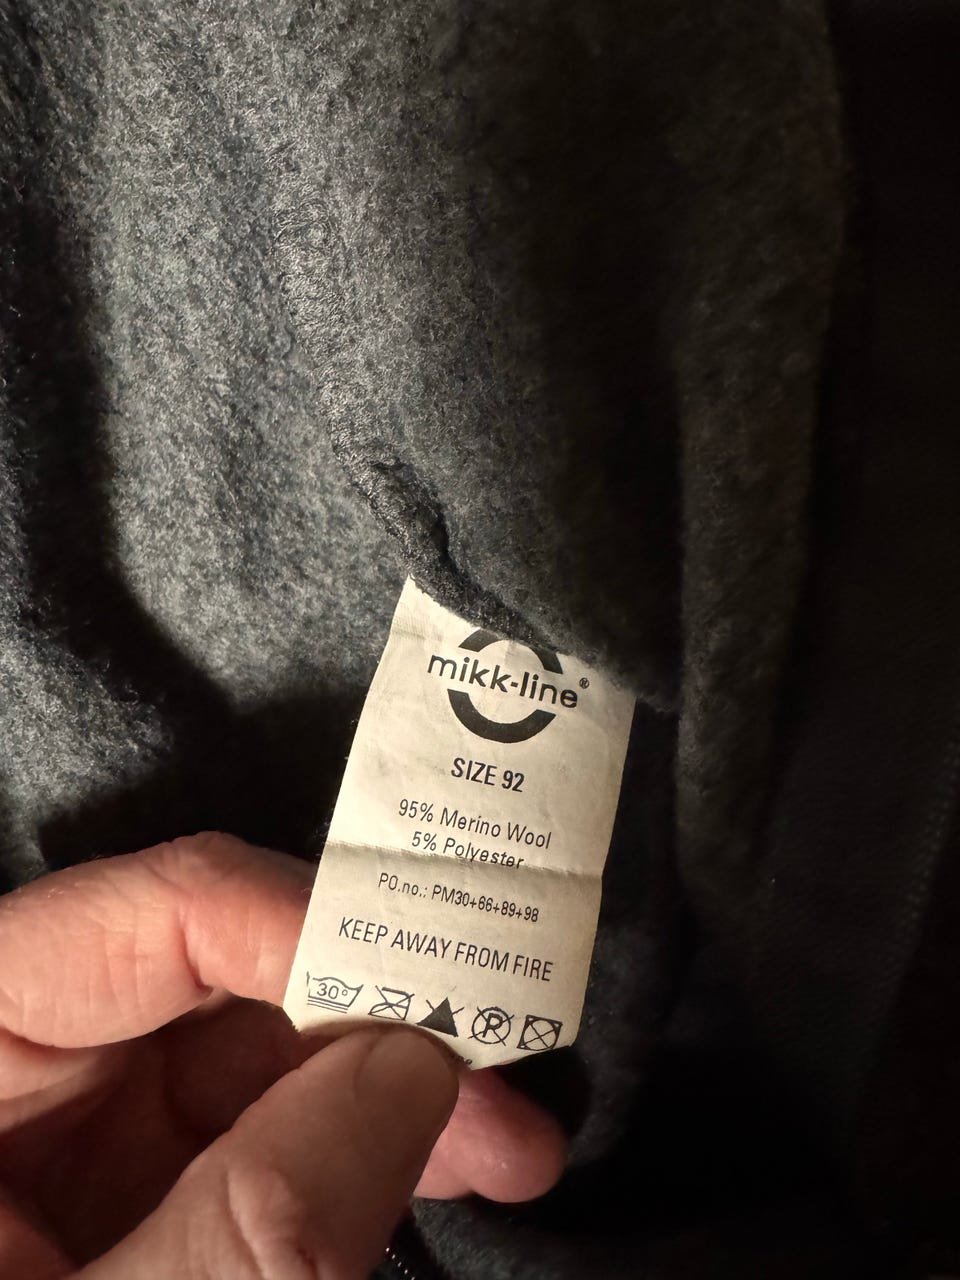 mikk-line®
SIZE 92
95% Merino Wool
5% Polyester
PO.no.: PM30+66+89+98
KEEP AWAY FROM FIRE
30°
P